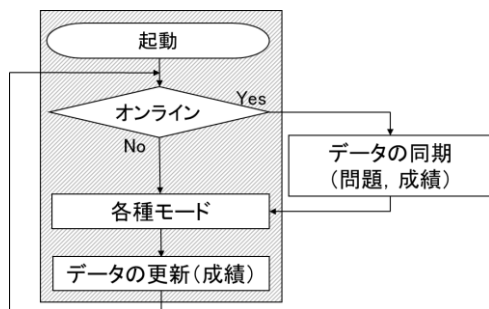 起動
オンライン
Yes
No
データの同期
(問題, 成績)
各種モード
データの更新(成績)